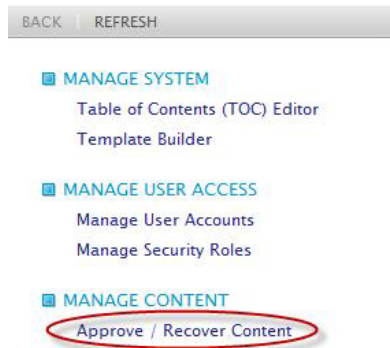 BACK REFRESH
MANAGE SYSTEM
Table of Contents (TOC) Editor
Template Builder
MANAGE USER ACCESS
Manage User Accounts
Manage Security Roles
MANAGE CONTENT
Approve / Recover Content